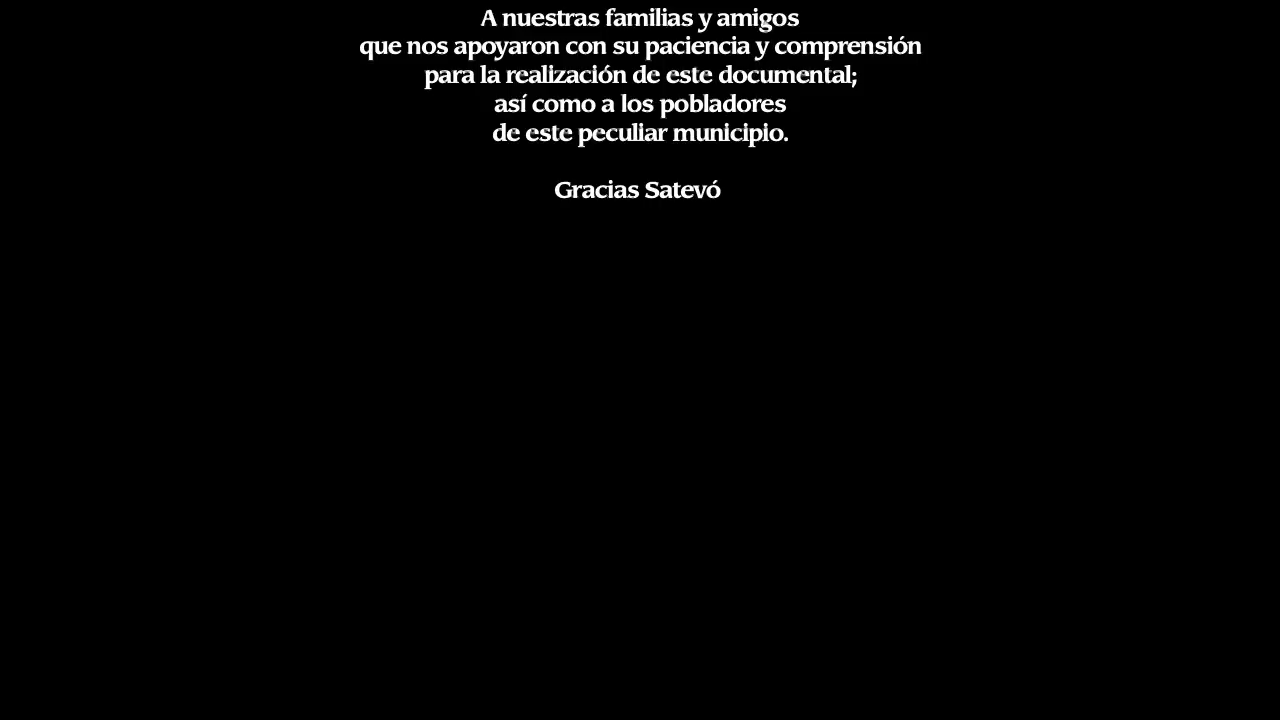 A nuestras familias y amigos
que nos apoyaron con su paciencia y comprensión
para la realización de este documental;
así como a los pobladores
de este peculiar municipio.
Gracias Satevó